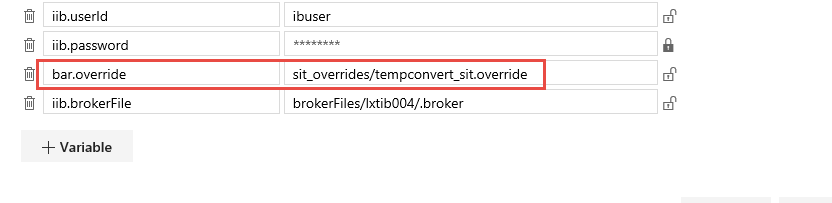 iib.userId ibuser
iib.password ********
bar.override sit_overrides/tempconvert_sit.override
iib.brokerFile brokerFiles/lxtib004/.broker
+ Variable